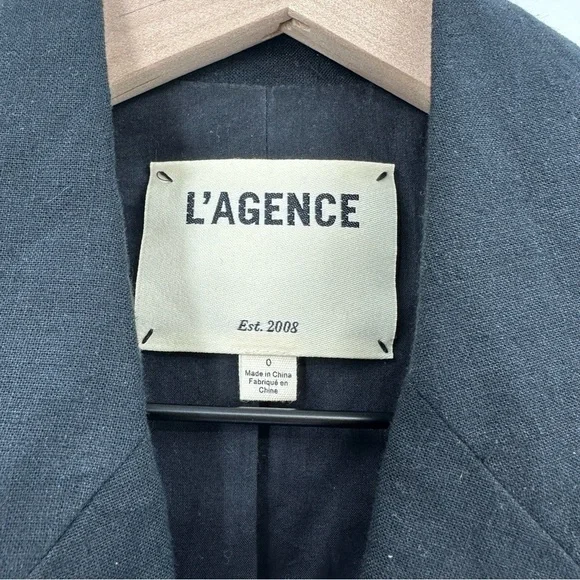 L'AGENCE
Est. 2008
0
Made in China
Fabriqué en
Chine